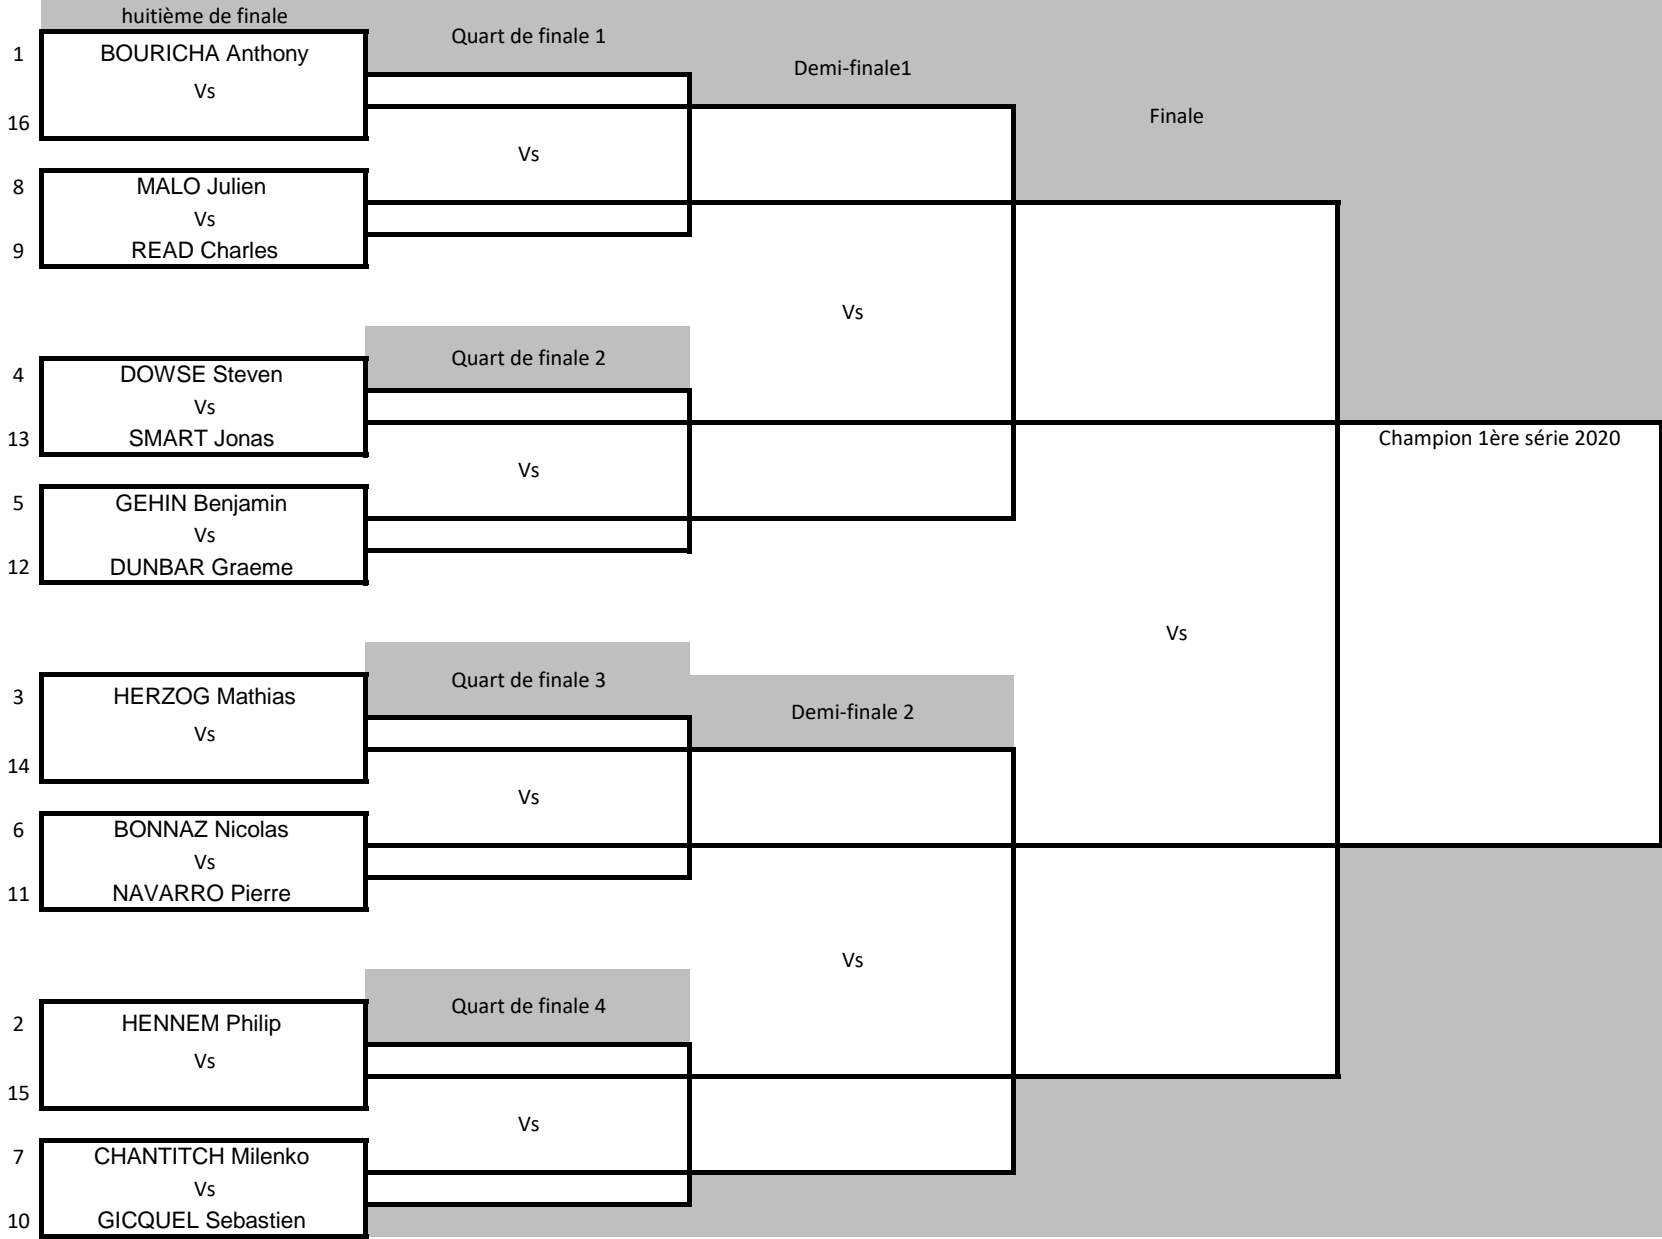 huitième de finale
Quart de finale 1
1 BOURICHA Anthony
Demi-finale1
Vs
Finale
16
Vs
8 MALO Julien
Vs
9 READ Charles
Vs
Quart de finale 2
4 DOWSE Steven
Vs
13 SMART Jonas
Champion 1ère série 2020
Vs
5 GEHIN Benjamin
Vs
12 DUNBAR Graeme
Vs
Quart de finale 3
3 HERZOG Mathias
Demi-finale 2
Vs
14
Vs
6 BONNAZ Nicolas
Vs
11 NAVARRO Pierre
Vs
Quart de finale 4
2 HENNEM Philip
Vs
15
Vs
7 CHANTITCH Milenko
Vs
10 GICQUEL Sebastien